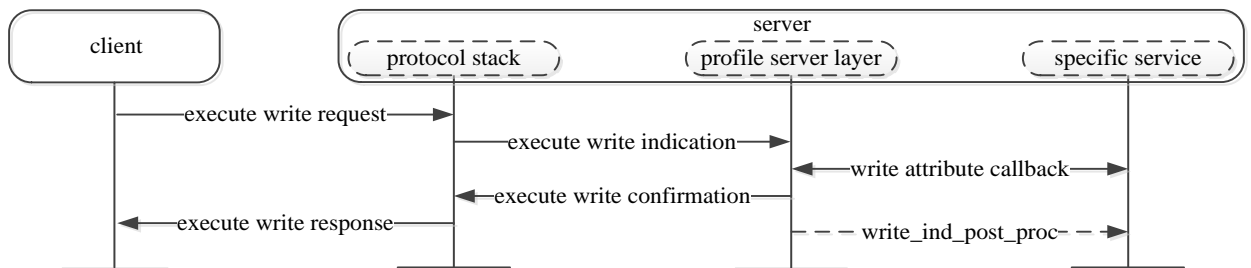 server
client
protocol stack
profile server layer
specific service
execute write request
execute write indication
write attribute callback
execute write confirmation
execute write response
write_ind_post_proc